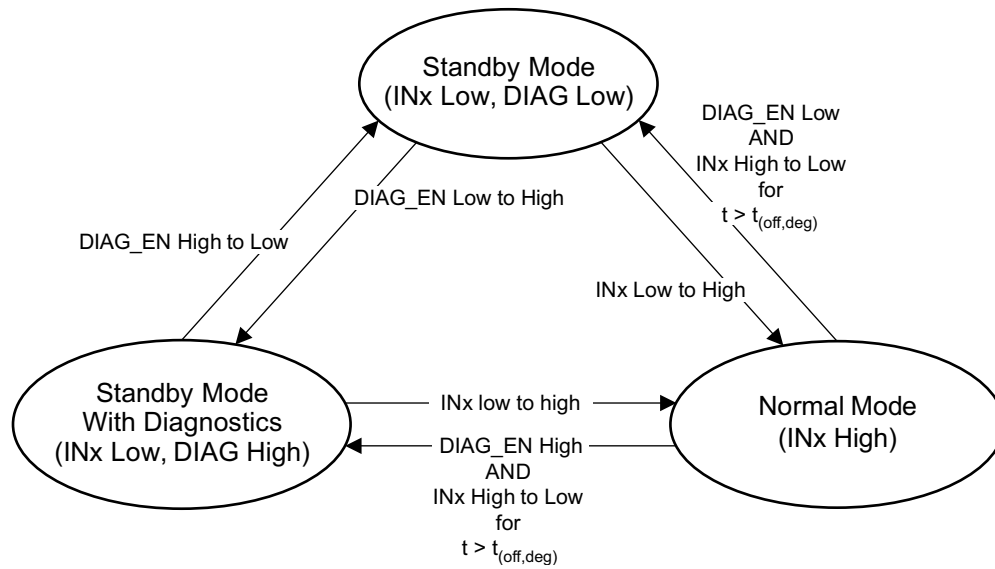 Standby Mode
(INx Low, DIAG Low)
DIAG_EN Low
AND
INx High to Low
for
t > t(off,deg)
DIAG_EN Low to High
DIAG_EN High to Low
INx Low to High
Standby Mode
With Diagnostics
(INx Low, DIAG High)
INx low to high
DIAG_EN High
AND
INx High to Low
for
t > t(off,deg)
Normal Mode
(INx High)